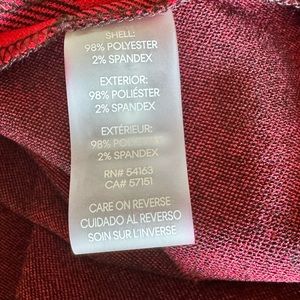 SHELL:
98% POLYESTER
2% SPANDEX
EXTERIOR:
98% POLIÉSTER
2% SPANDEX
EXTÉRIEUR:
98% POLYESTER
2% SPANDEX
RN# 54163
CA# 57151
CARE ON REVERSE
CUIDADO AL REVERSO
SOIN SUR L'INVERSE